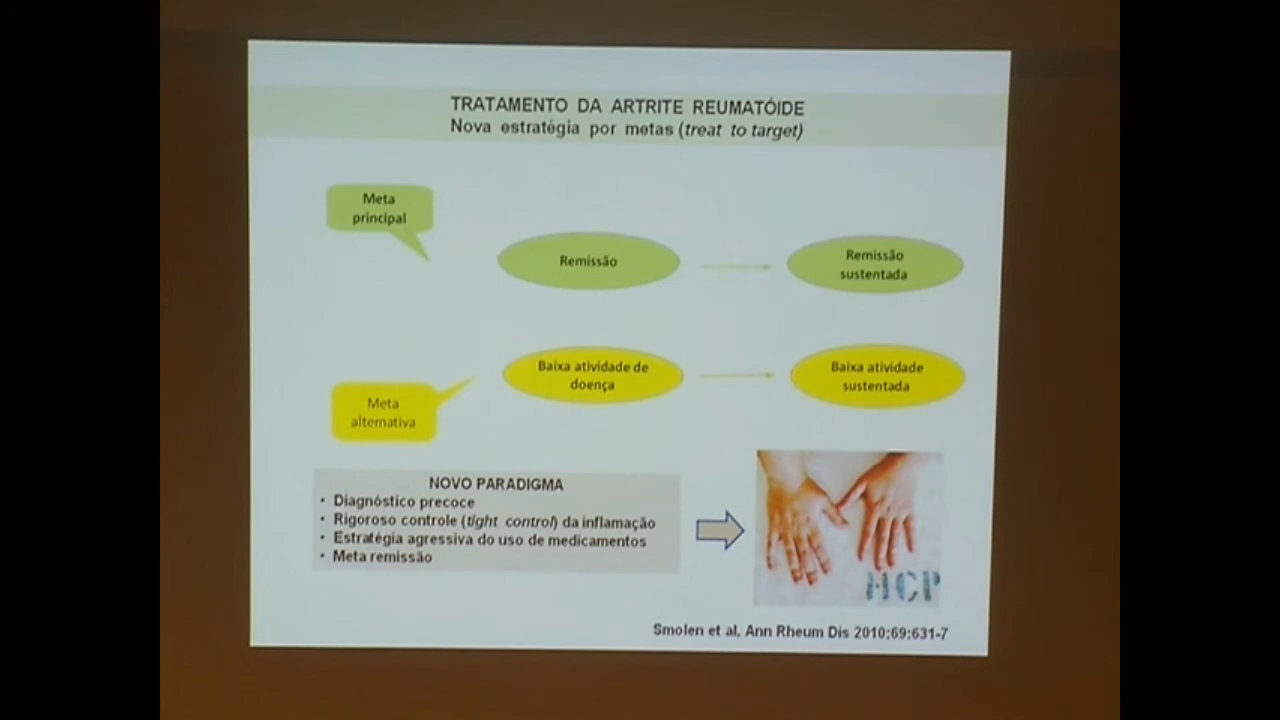 TRATAMENTO DA ARTRITE REUMATÓIDE
Nova estratégia por metas (treat to target)
Meta
principal
Remissão
Remissão
sustentada
Baixa atividade de
doença
Baixa atividade
sustentada
Meta
alternativa
NOVO PARADIGMA
• Diagnóstico precoce
• Rigoroso controle (tight control) da inflamação
• Estratégia agressiva do uso de medicamentos
• Meta remissão
HCP
Smolen et al, Ann Rheum Dis 2010;69:631-7